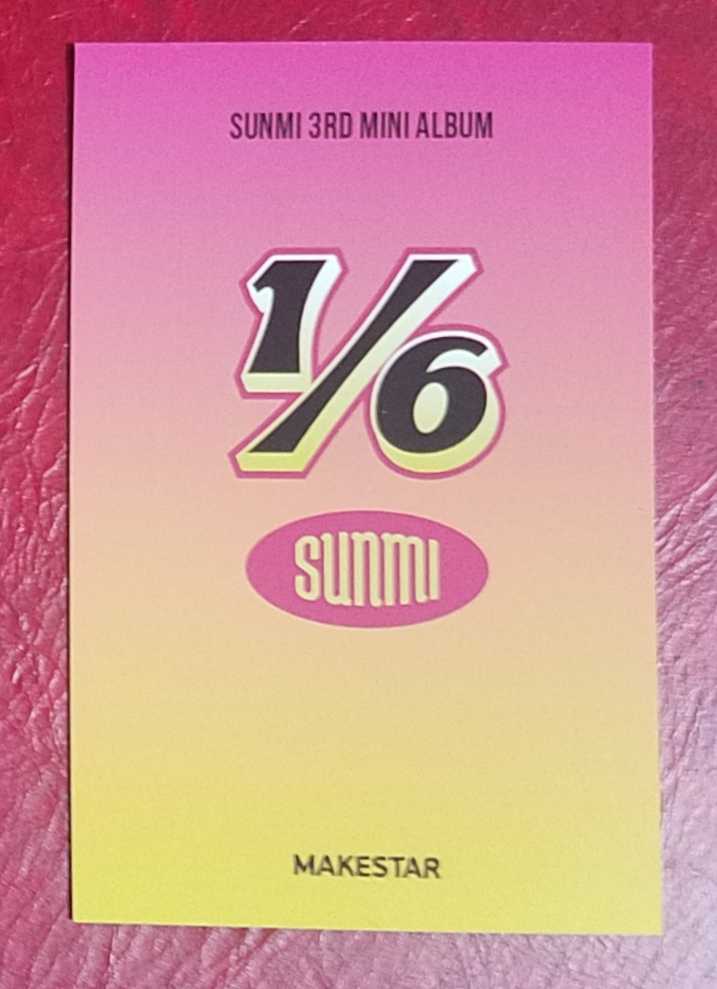 SUNMI 3RD MINI ALBUM
1/6
sunmi
MAKESTAR